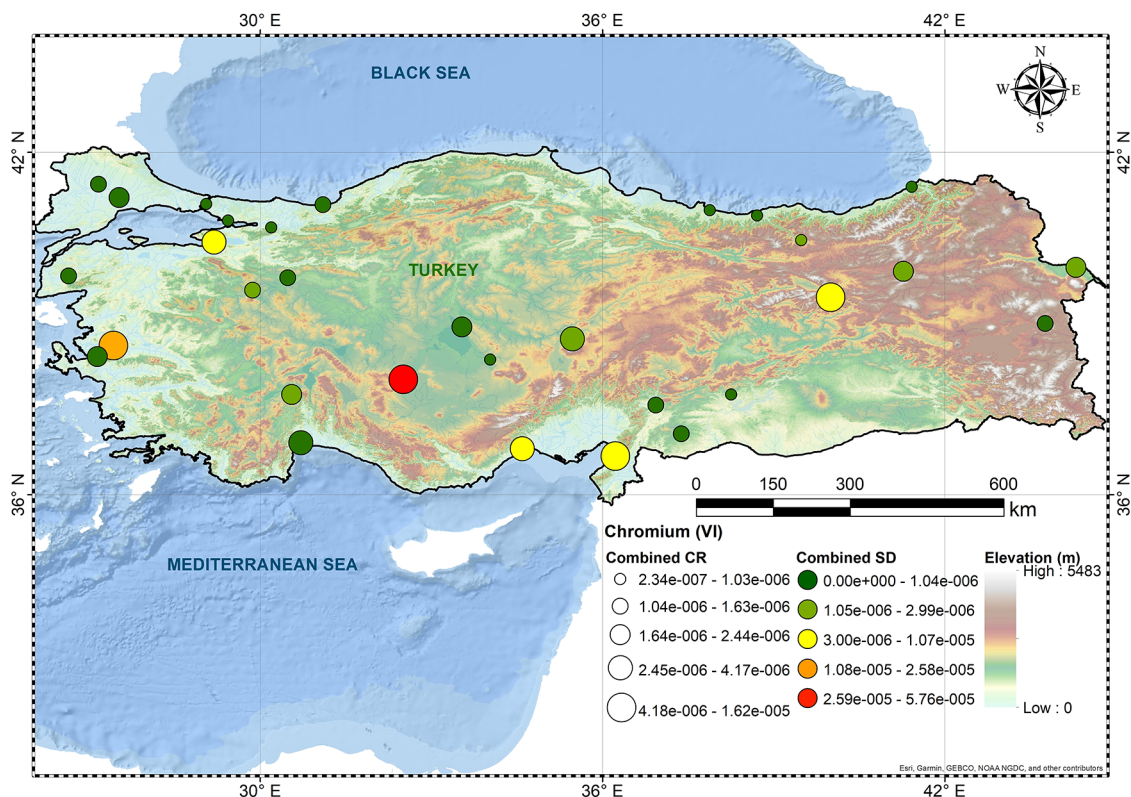 30° E
36° E
42° E
BLACK SEA
N
W
E
S
42° N
42° N
TURKEY
36° N
36° N
0
150
300
600
km
MEDITERRANEAN SEA
Chromium (VI)
Combined CR
2.34e-007 - 1.03e-006
1.04e-006 - 1.63e-006
1.64e-006 - 2.44e-006
2.45e-006 - 4.17e-006
4.18e-006 - 1.62e-005
Combined SD
0.00e+000 - 1.04e-006
1.05e-006 - 2.99e-006
3.00e-006 - 1.07e-005
1.08e-005 - 2.58e-005
2.59e-005 - 5.76e-005
Elevation (m)
High : 5483
Low : 0
Esri, Garmin, GEBCO, NOAA NGDC, and other contributors
30° E
36° E
42° E